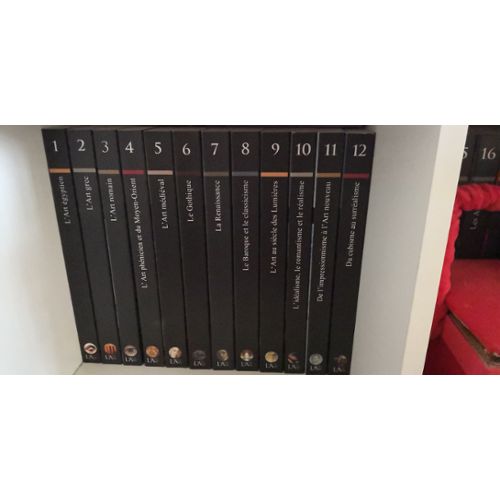 1
L'Art égyptien
2
L'Art grec
3
L'Art romain
4
L'Art phénicien et du Moyen-Orient
5
L'Art médiéval
6
Le Gothique
7
La Renaissance
8
Le Baroque et le classicisme
9
L'Art au siècle des Lumières
10
L'idéalisme, le romantisme et le réalisme
11
De l'impressionnisme à l'Art nouveau
12
Du cubisme au surréalisme
16